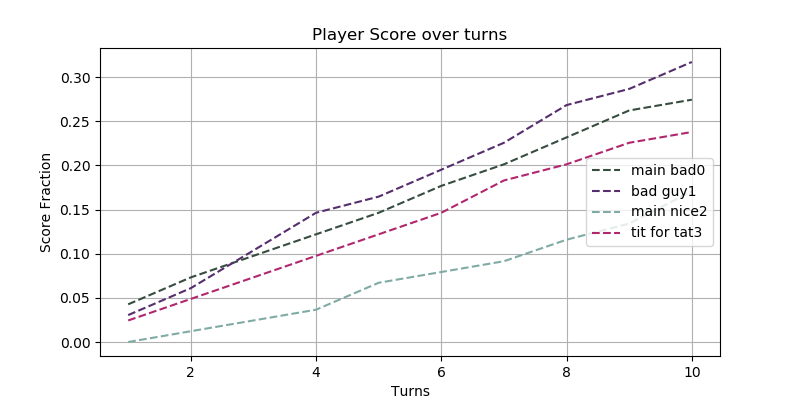 Player Score over turns
Score Fraction
0.30
0.25
0.20
0.15
0.10
0.05
0.00
main bad0
bad guy1
main nice2
tit for tat3
2
4
6
8
10
Turns